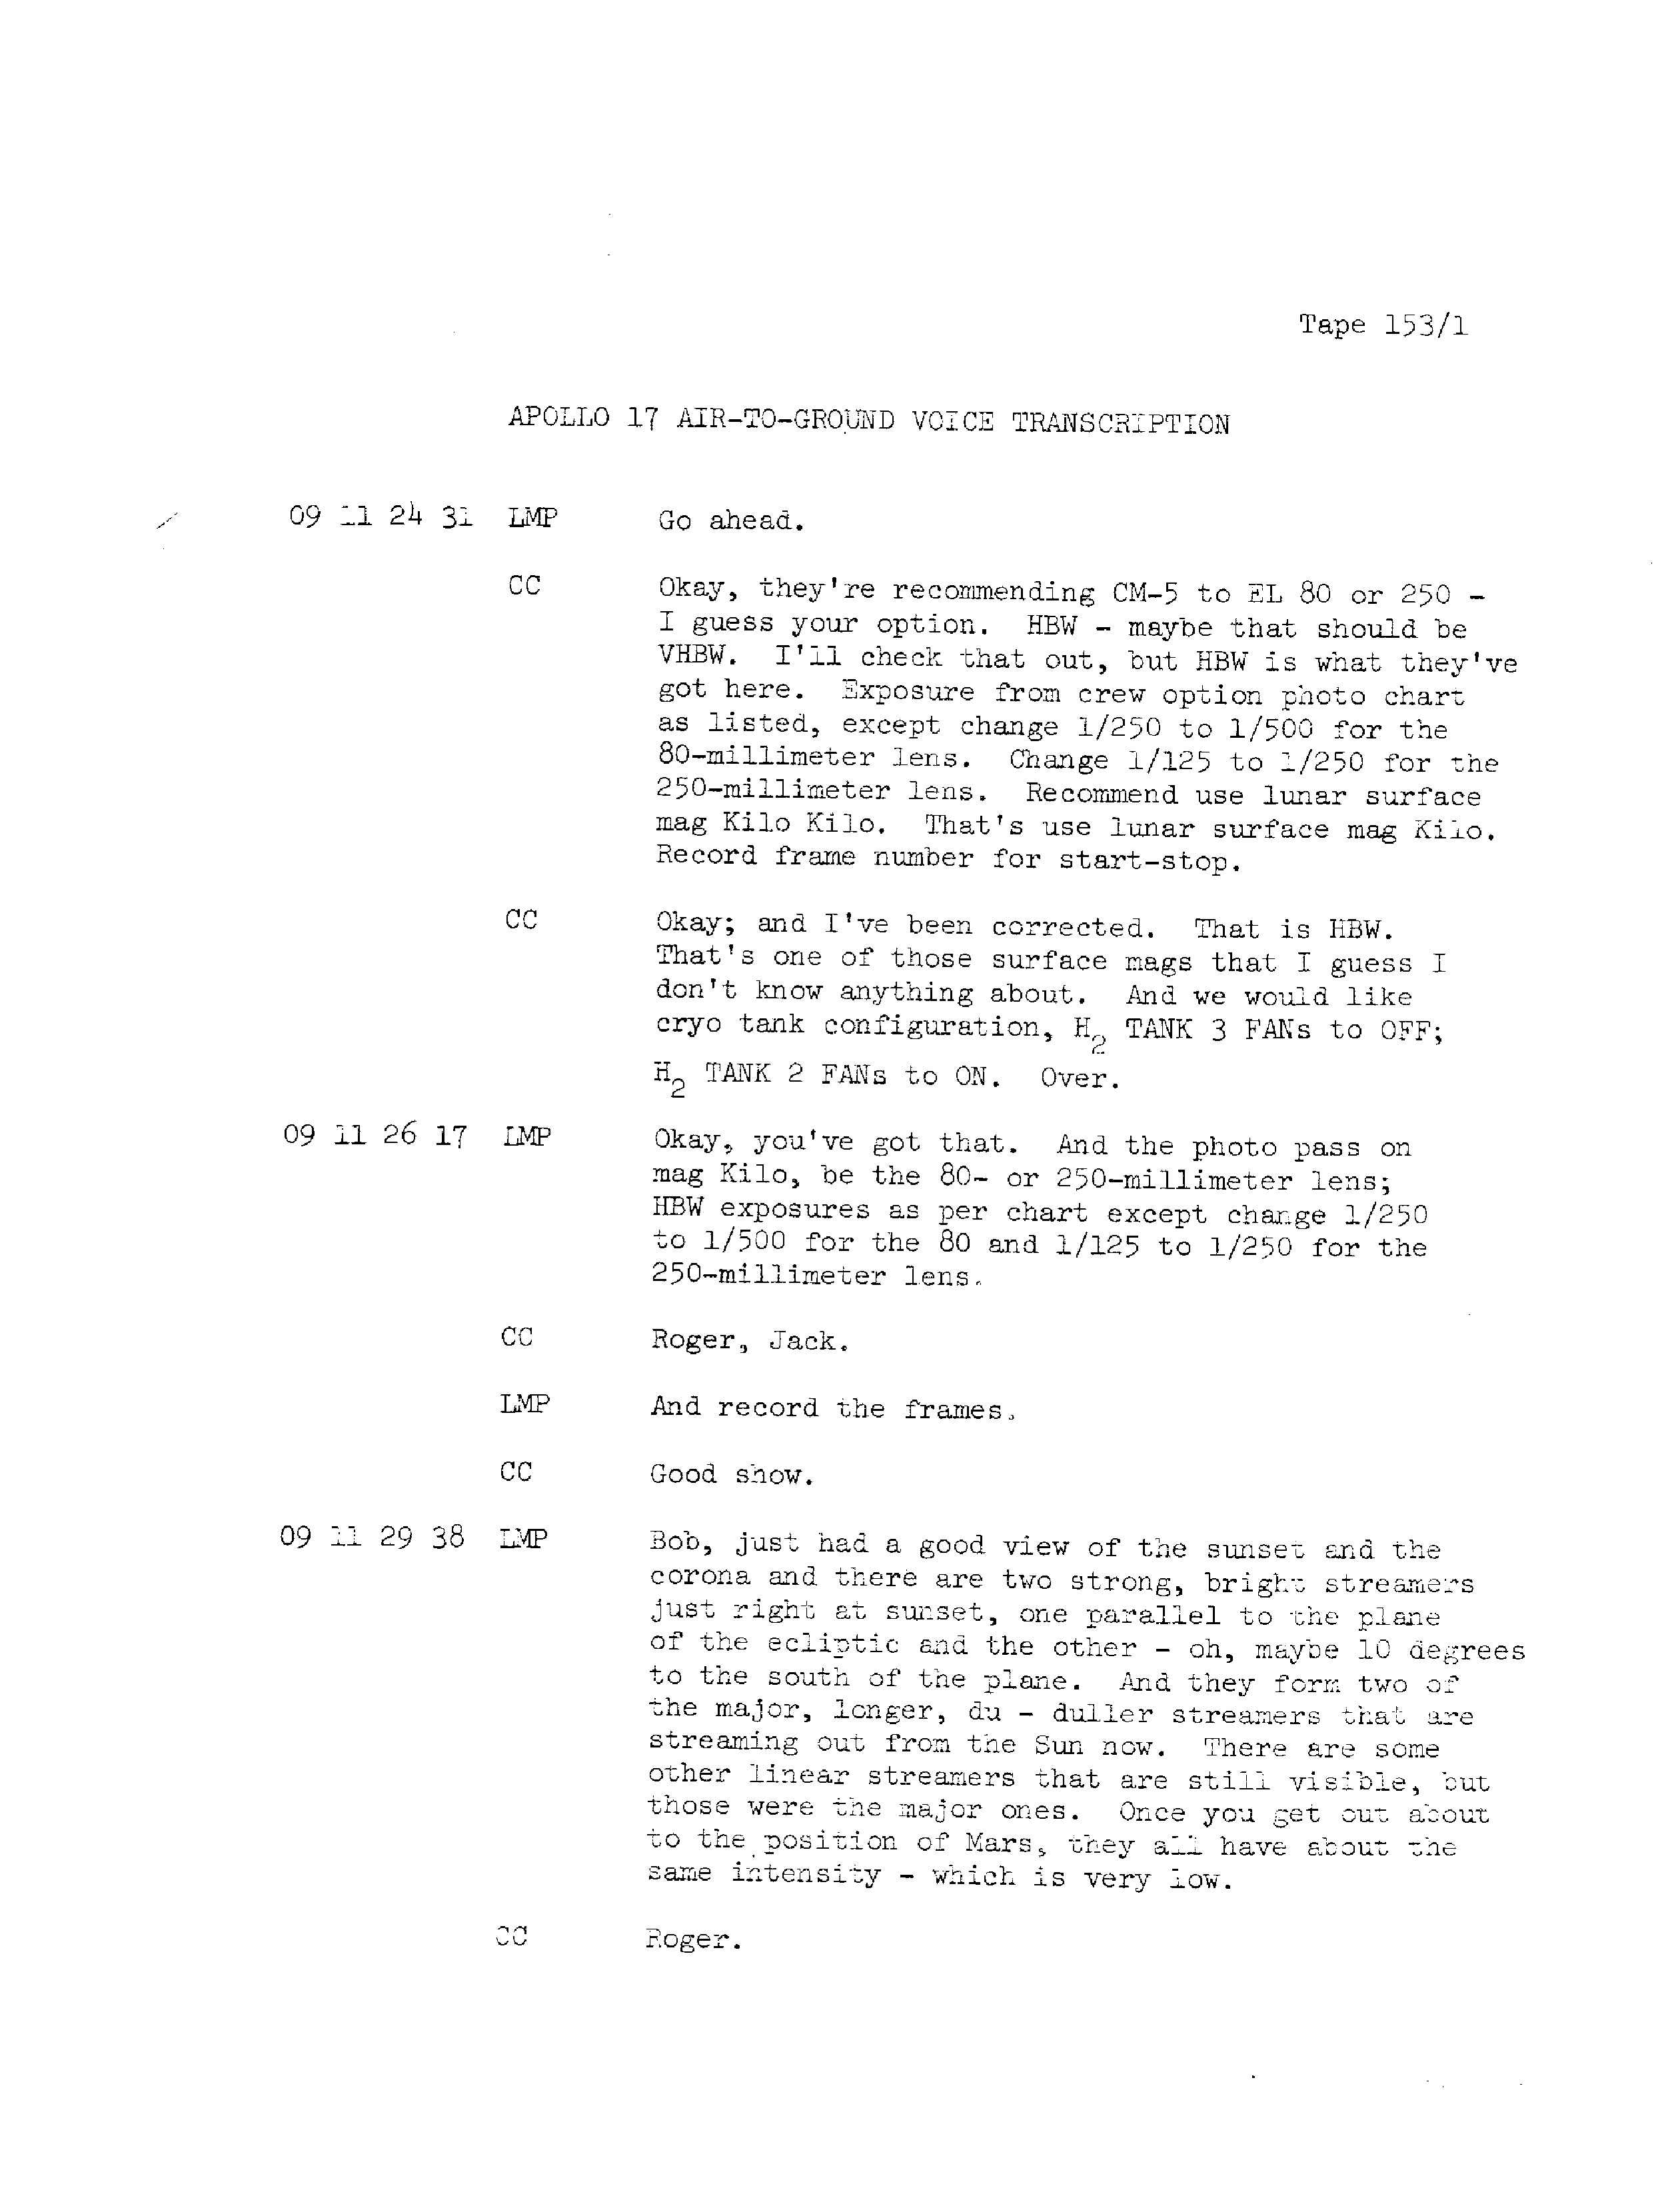 Tape 153/1
APOLLO 17 AIR-TO-GROUND VOICE TRANSCRIPTION
09 11 24 31 LMP Go ahead.
CC Okay, they're recommending CM-5 to EL 80 or 250 -
I guess your option. HBW - maybe that should be
VHBW. I'll check that out, but HBW is what they've
got here. Exposure from crew option photo chart
as listed, except change 1/250 to 1/500 for the
80-millimeter lens. Change 1/125 to 1/250 for the
250-millimeter lens. Recommend use lunar surface
mag Kilo Kilo. That's use lunar surface mag Kilo.
Record frame number for start-stop.
CC Okay; and I've been corrected. That is HBW.
That's one of those surface mags that I guess I
don't know anything about. And we would like
cryo tank configuration, H2 TANK 3 FANs to OFF;
H2 TANK 2 FANs to ON. Over.
09 11 26 17 LMP Okay, you've got that. And the photo pass on
mag Kilo, be the 80- or 250-millimeter lens;
HBW exposures as per chart except change 1/250
to 1/500 for the 80 and 1/125 to 1/250 for the
250-millimeter lens.
CC Roger, Jack.
LMP And record the frames.
CC Good show.
09 11 29 38 LMP Bob, just had a good view of the sunset and the
corona and there are two strong, bright streamers
just right at sunset, one parallel to the plane
of the ecliptic and the other - oh, maybe 10 degrees
to the south of the plane. And they form two of
the major, longer, du - duller streamers that are
streaming out from the Sun now. There are some
other linear streamers that are still visible, but
those were the major ones. Once you get out about
to the position of Mars, they all have about the
same intensity - which is very low.
CC Roger.